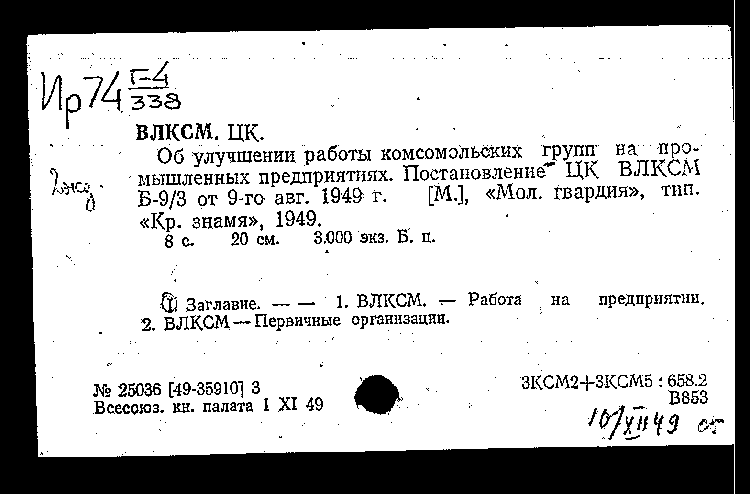 Ир74 Г-4
338
ВЛКСМ. ЦК.
Об улучшении работы комсомольских групп на про-
мышленных предприятиях. Постановление ЦК ВЛКСМ
2 экз.
Б-9/3 от 9-го авг. 1949 г. [М.], «Мол. гвардия», тип.
«Кр. знамя», 1949.
8 с. 20 см. 3.000 экз. Б. ц.
I Заглавие. — — 1. ВЛКСМ. — Работа на предприятии.
2. ВЛКСМ — Первичные организации.
№ 25036 [49-35910] 3
Всесоюз. кн. палата 1 XI 49
3КСМ2+3КСМ5 : 658.2
В853
10/XII 49